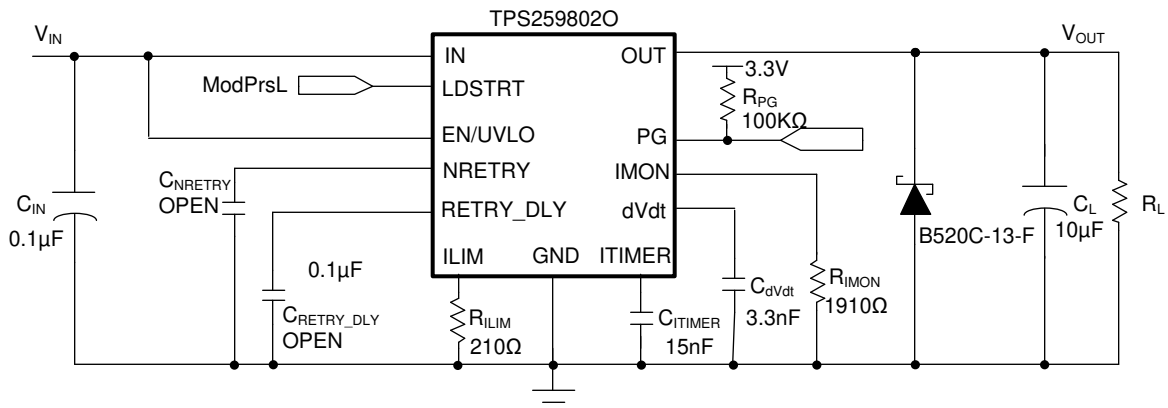 TPS259802O
V_IN
IN
OUT
V_OUT
ModPrsL
LDSTRT
3.3V
R_PG
100KΩ
EN/UVLO
PG
C_NRETRY
OPEN
NRETRY
IMON
C_IN
0.1µF
RETRY_DLY
dVdt
B520C-13-F
C_L
10µF
R_L
ILIM
GND
ITIMER
0.1µF
C_RETRY_DLY
OPEN
R_ILIM
210Ω
C_ITIMER
15nF
C_dVdt
3.3nF
R_IMON
1910Ω